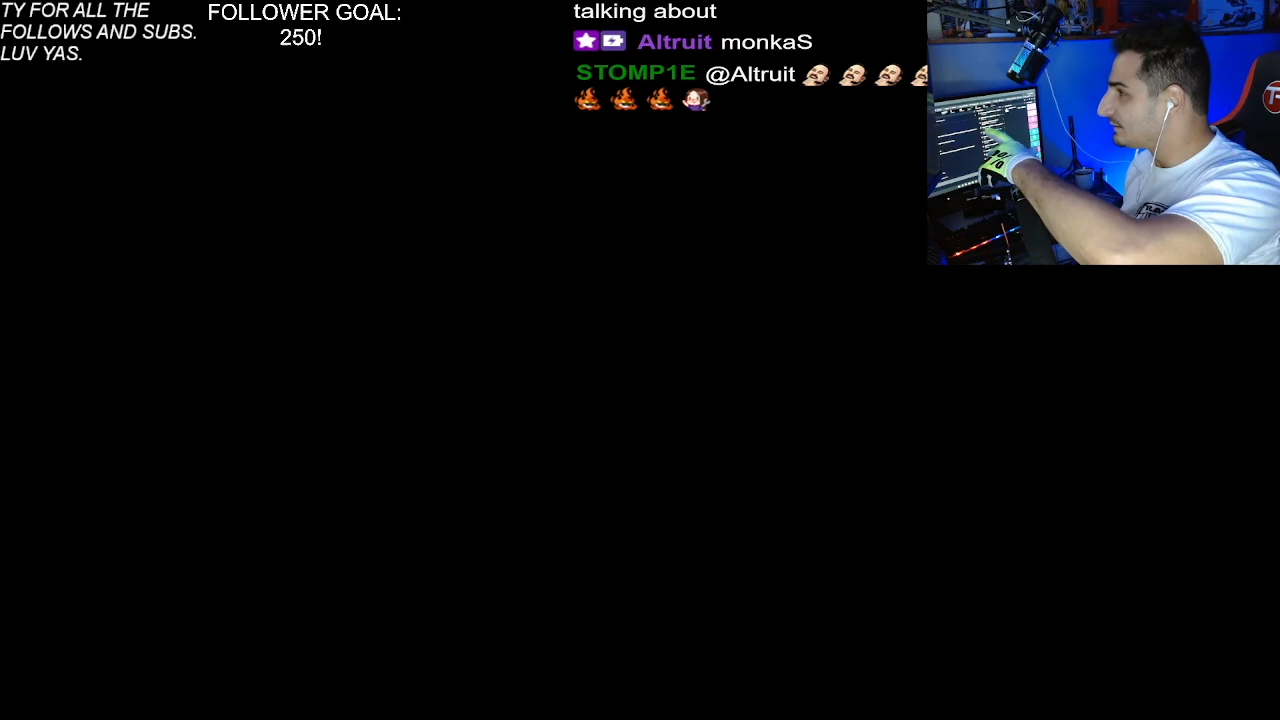 TY FOR ALL THE
FOLLOWS AND SUBS.
LUV YAS.
FOLLOWER GOAL:
250!
talking about
Altruit monkaS
STOMP1E @Altruit